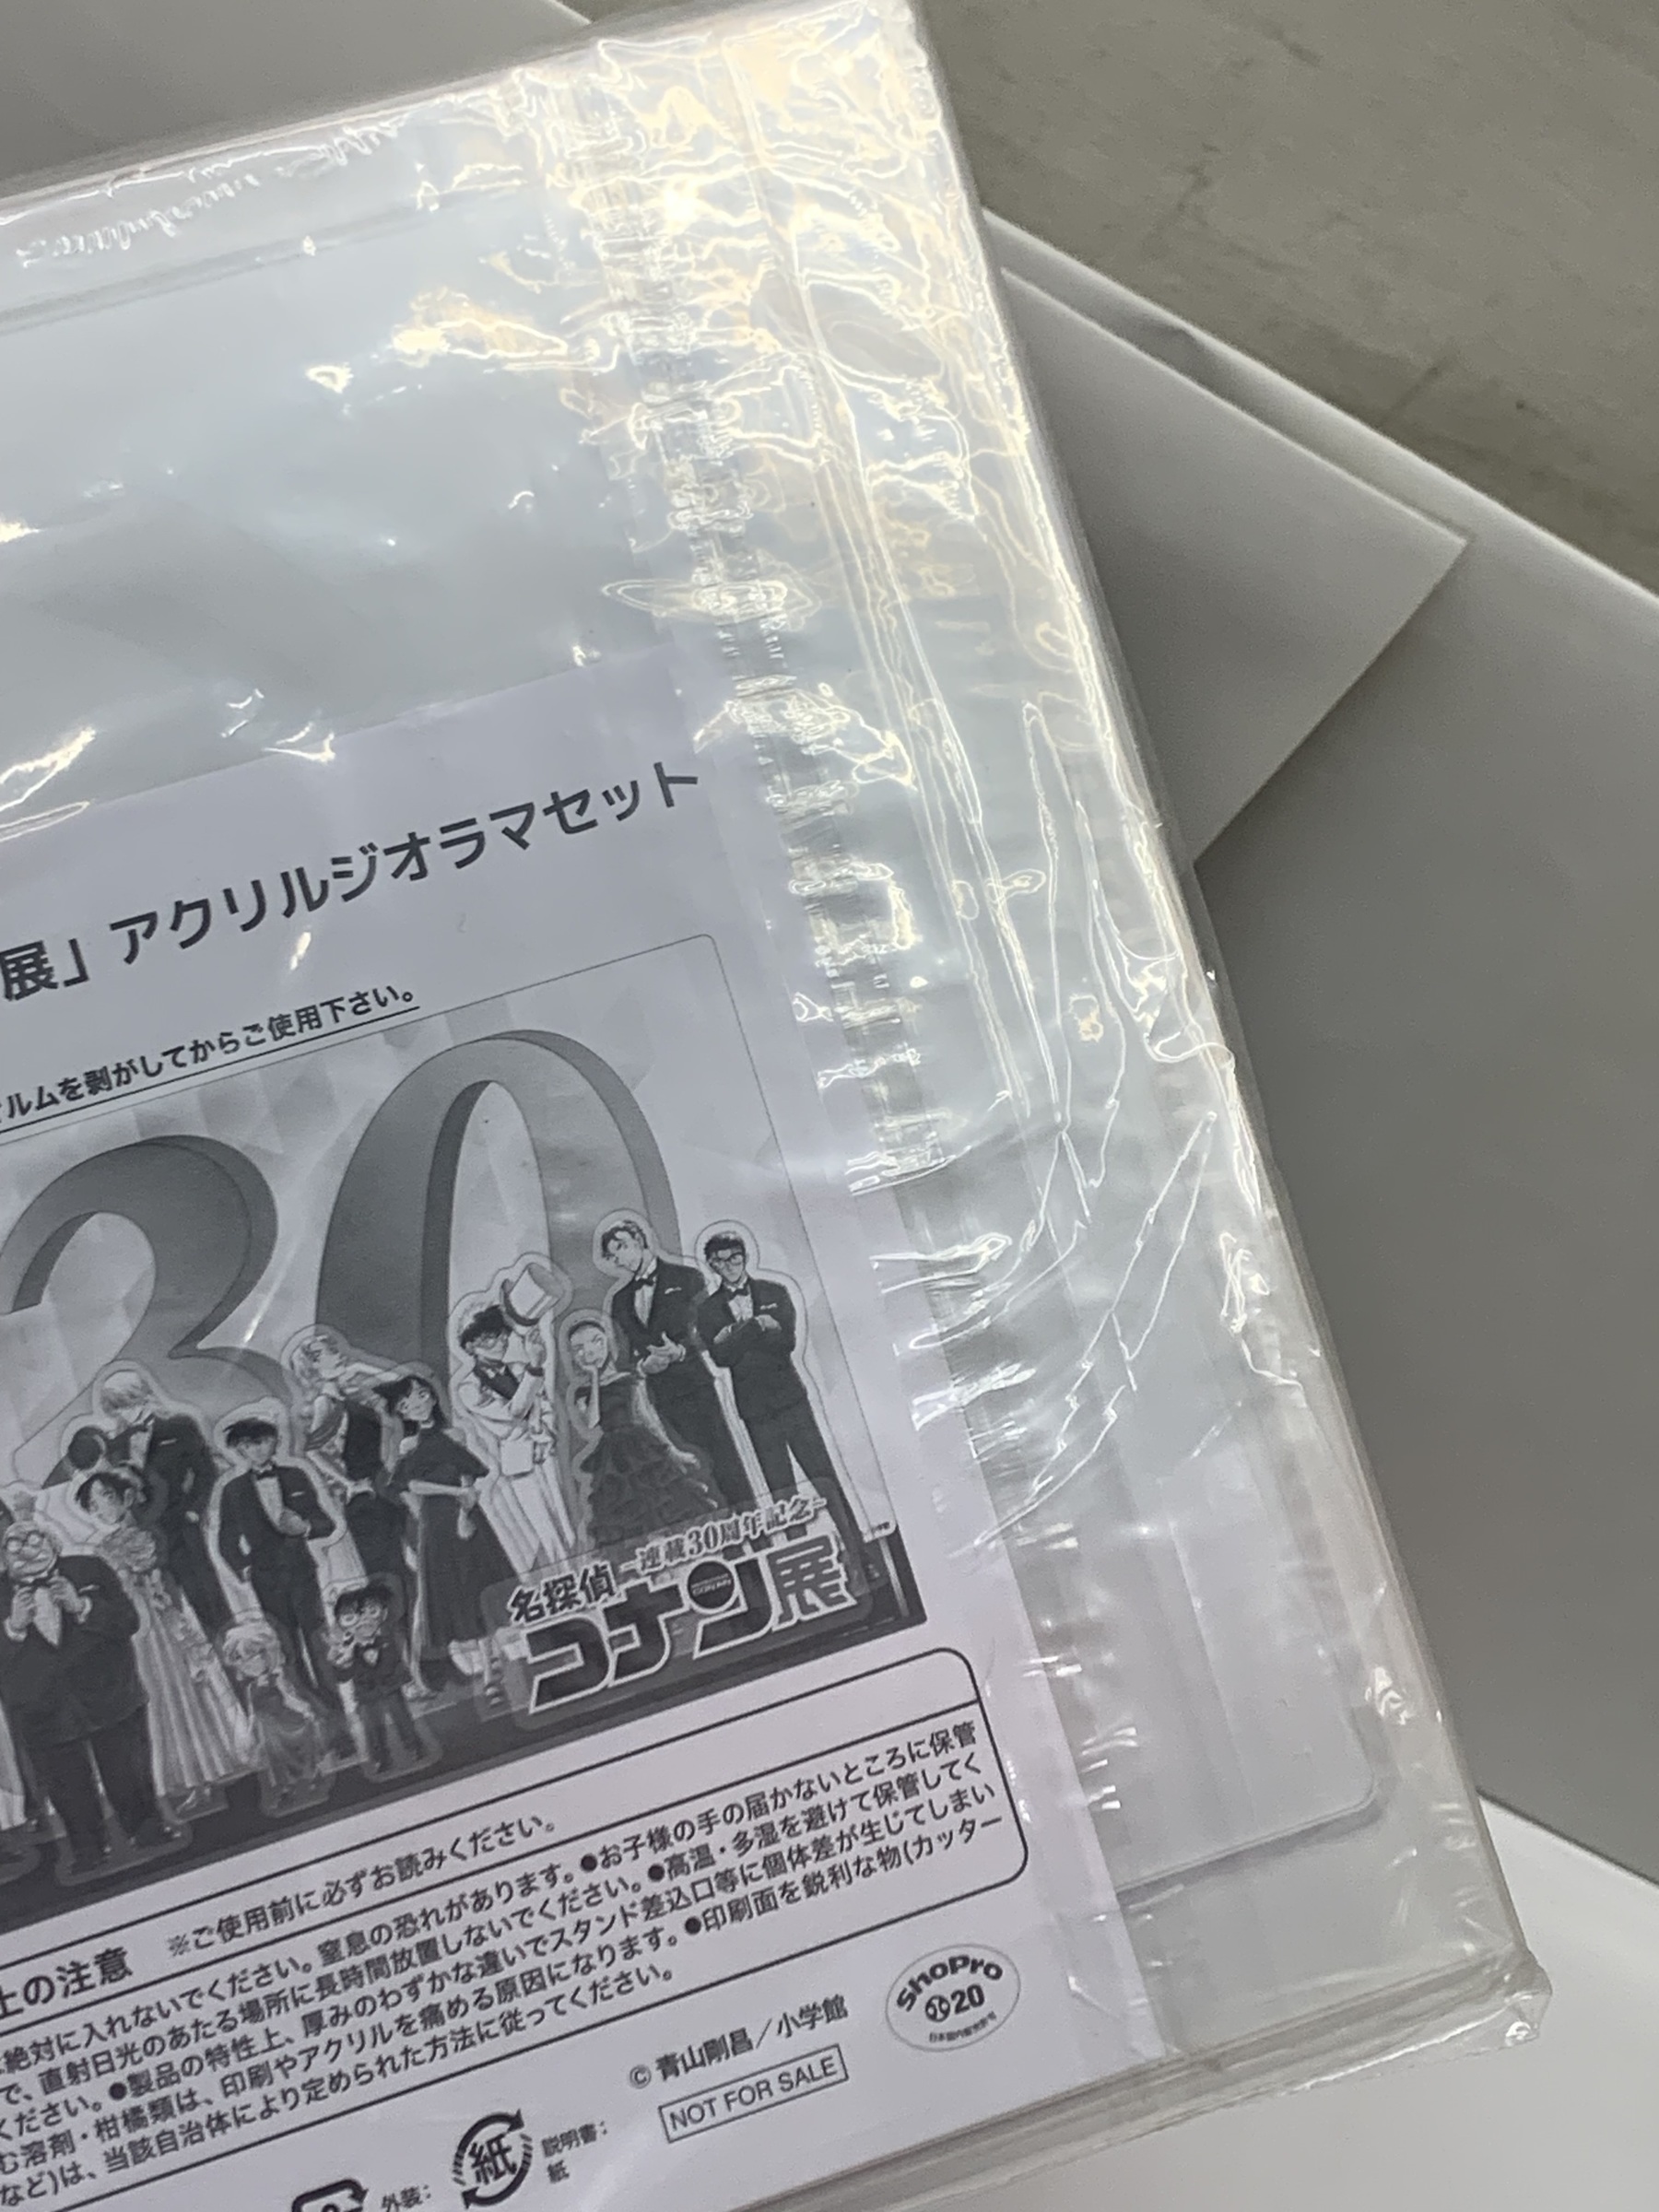 展」アクリルジオラマセット
ルムを剥がしてからご使用下さい。
30
-連載30周年記念-
名探偵
コナン展
上の注意 ※ご使用前に必ずお読みください。
絶対に入れないでください。窒息の恐れがあります。●お子様の手の届かないところに保管
で、直射日光のあたる場所に長時間放置しないでください。●高温・多湿を避けて保管してく
ください。●製品の特性上、厚みのわずかな違いでスタンド差込口等に個体差が生じてしまい
む溶剤・柑橘類は、印刷やアクリルを痛める原因になります。●印刷面を鋭利な物(カッター
など)は、当該自治体により定められた方法に従ってください。
© 青山剛昌／小学館
NOT FOR SALE
ShoPro
20
外装:
紙
説明書:
紙